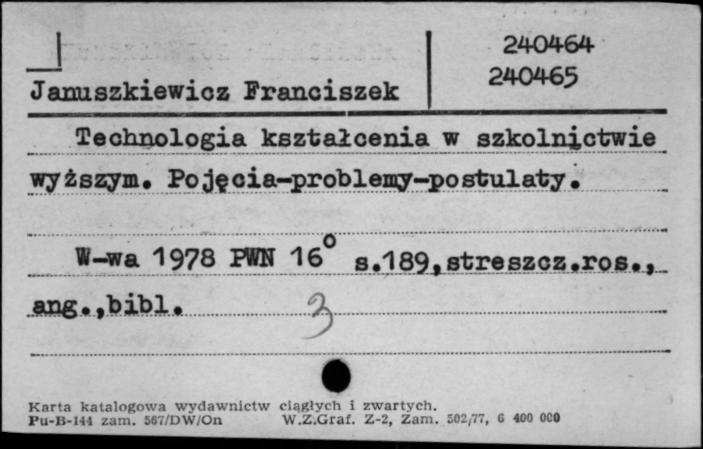 240464
240465
Januszkiewicz Franciszek
Technologia kształcenia w szkolnictwie
wyższym. Pojęcia-problemy-postulaty.
W-wa 1978 PWN 16° s.189,streszcz.ros.,
ang.,bibl.
3
Karta katalogowa wydawnictw ciągłych i zwartych.
Pu-B-144 zam. 567/DW/On W.Z.Graf. Z-2, Zam. 502/77, 6 400 000